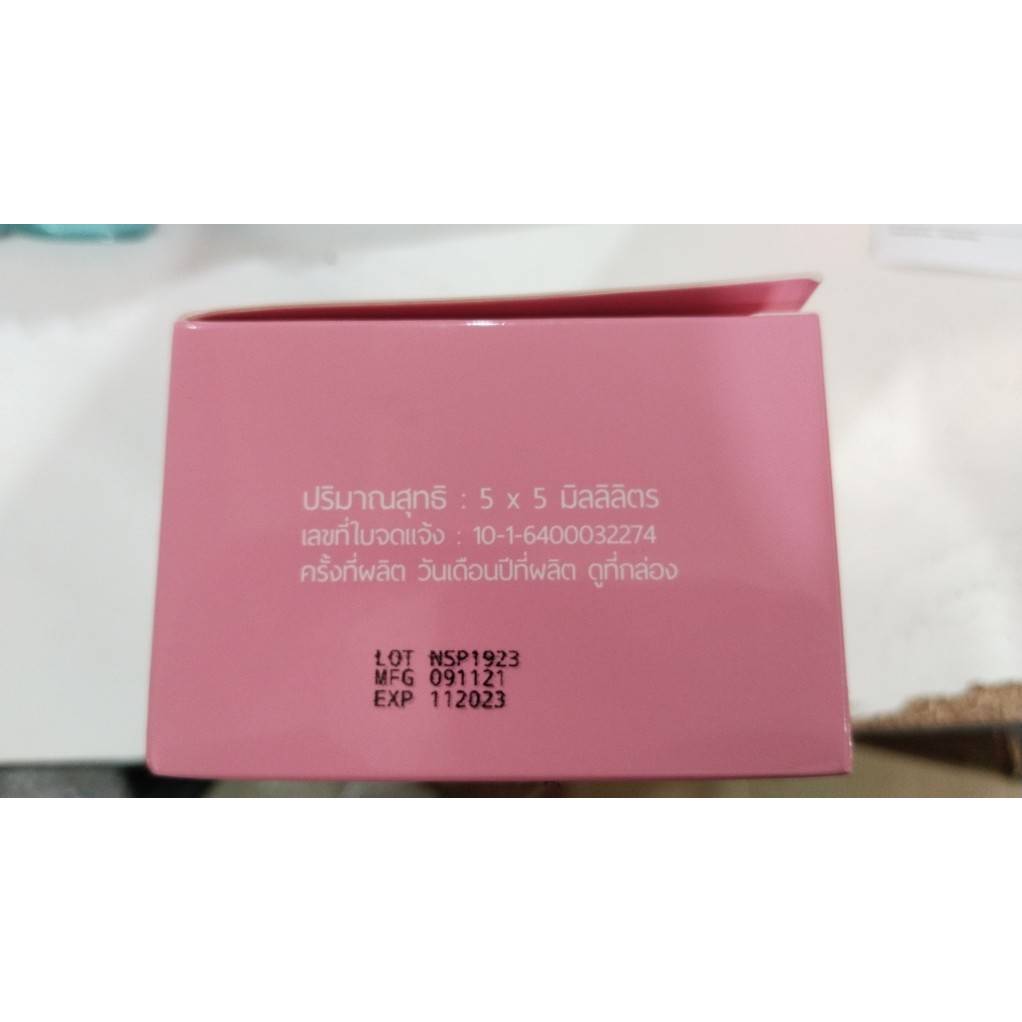 ปริมาณสุทธิ : 5 x 5 มิลลิลิตร
เลขที่ใบจดแจ้ง : 10-1-6400032274
ครั้งที่ผลิต วันเดือนปีที่ผลิต ดูที่กล่อง
LOT NSP1923
MFG 091121
EXP 112023